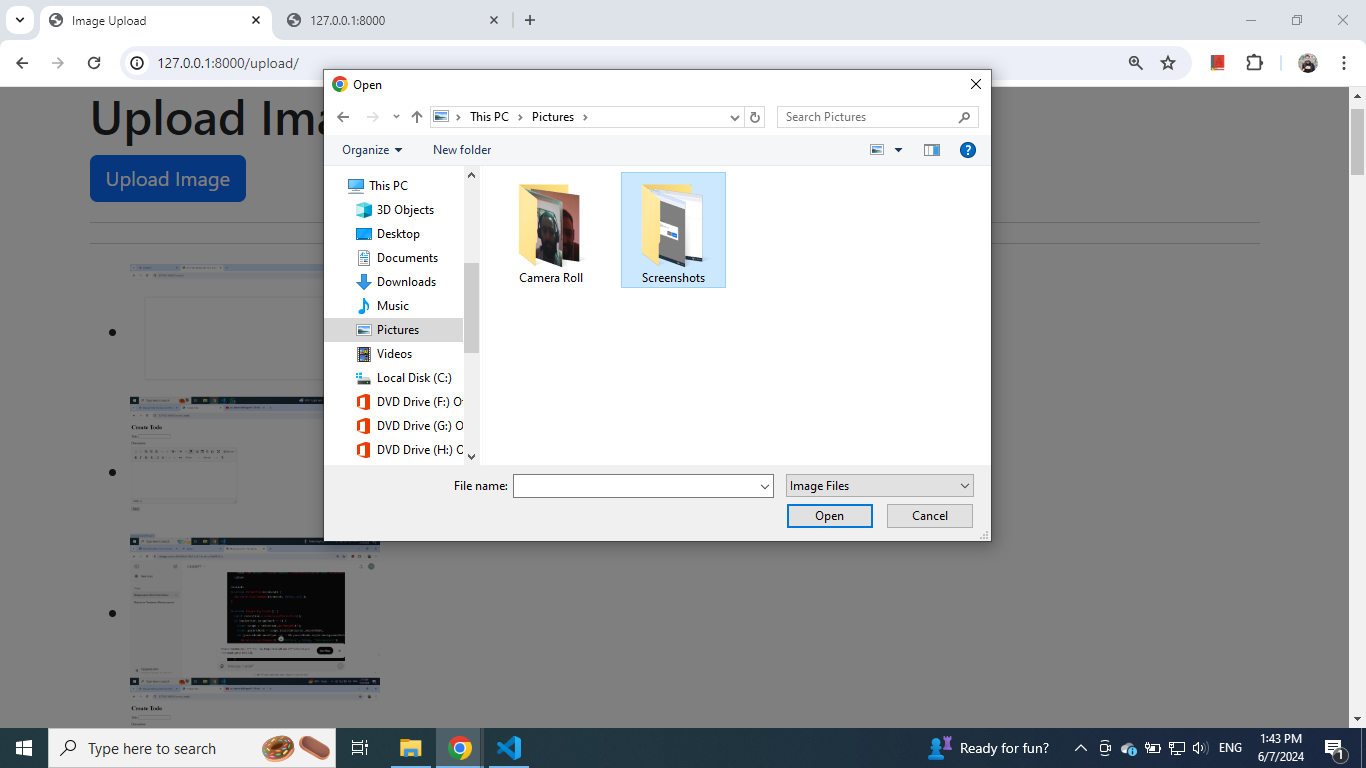 Image Upload
127.0.0.1:8000
127.0.0.1:8000/upload/
Upload Ima
Upload Image
Open
This PC
Pictures
Search Pictures
Organize
New folder
This PC
3D Objects
Desktop
Documents
Downloads
Music
Pictures
Videos
Local Disk (C:)
DVD Drive (F:) O
DVD Drive (G:) O
DVD Drive (H:) O
Camera Roll
Screenshots
File name:
Image Files
Open
Cancel
Create Todo
Create Todo
Type here to search
Ready for fun?
ENG
1:43 PM
6/7/2024
1